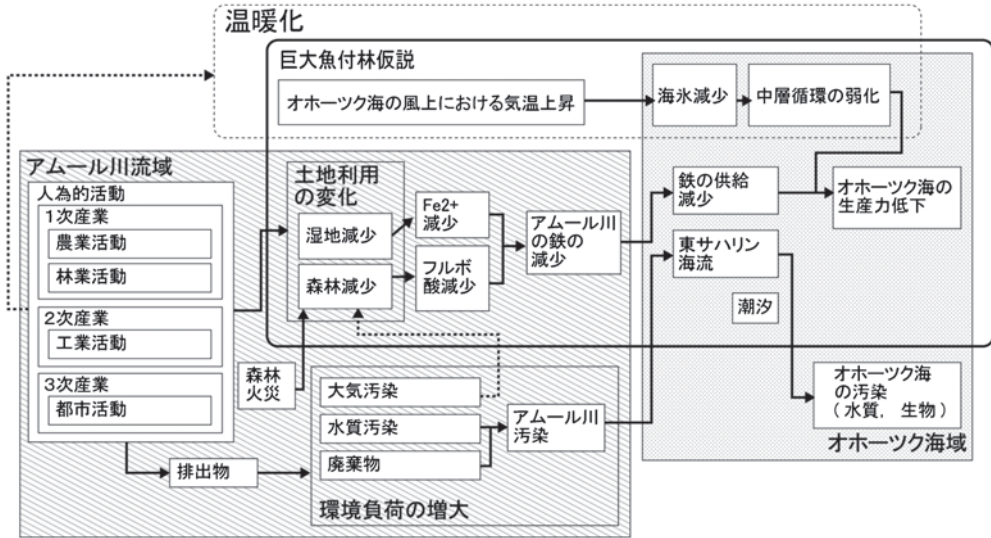 温暖化
巨大魚付林仮説
オホーツク海の風上における気温上昇
海氷減少
中層循環の弱化
アムール川流域
人為的活動
1次産業
農業活動
林業活動
2次産業
工業活動
3次産業
都市活動
土地利用
の変化
湿地減少
森林減少
Fe2+
減少
フルボ
酸減少
アムール川
の鉄の
減少
鉄の供給
減少
オホーツク海の
生産力低下
東サハリン
海流
潮汐
森林
火災
大気汚染
水質汚染
廃棄物
アムール川
汚染
排出物
環境負荷の増大
オホーツク海
の汚染
(水質, 生物)
オホーツク海域